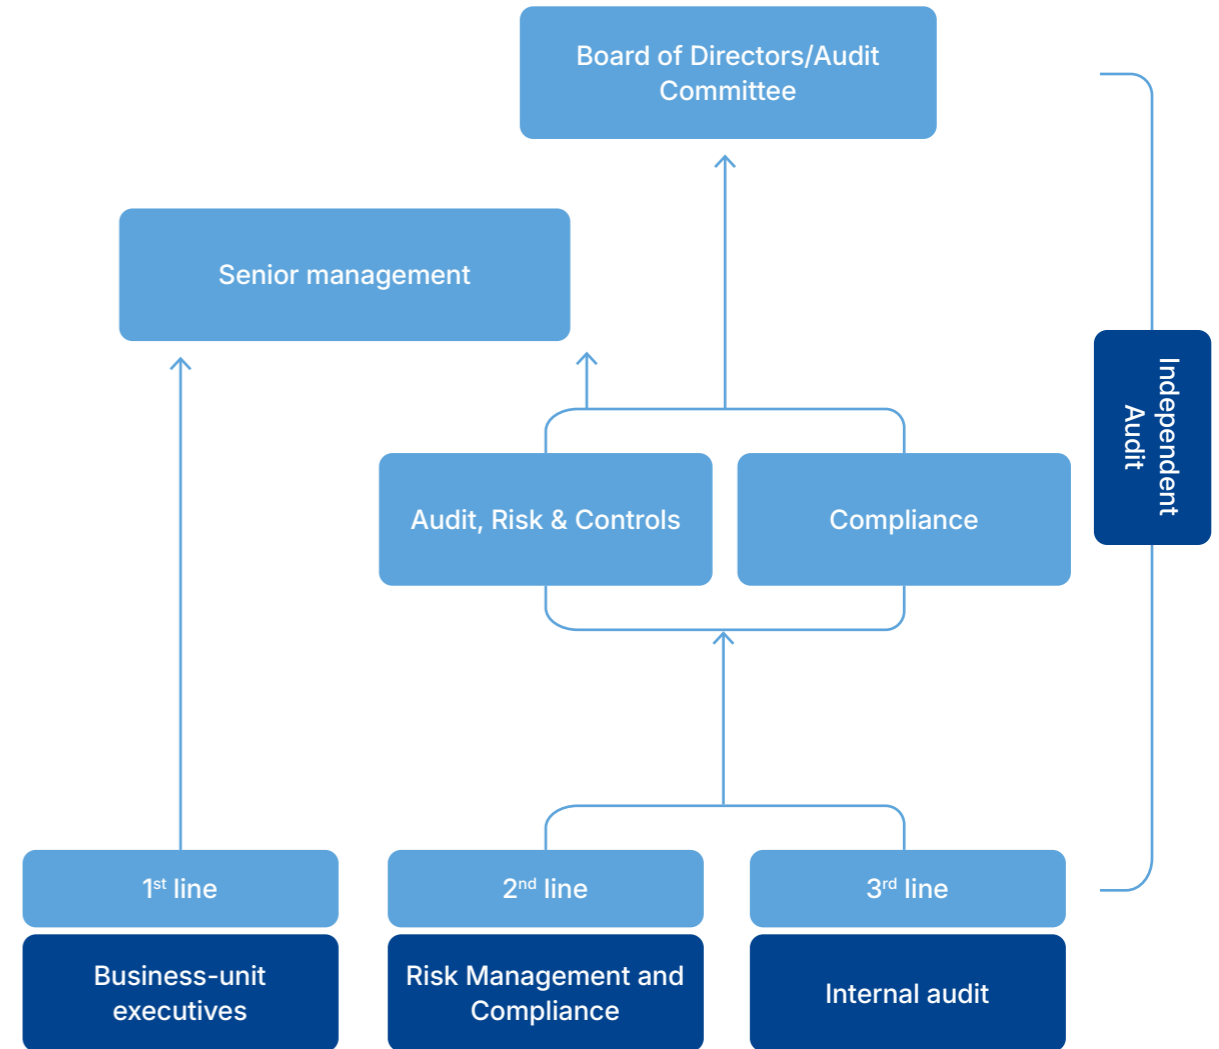 Board of Directors/Audit
Committee
Senior management
Independent
Audit
Audit, Risk & Controls
Compliance
1st line
2nd line
3rd line
Business-unit
executives
Risk Management and
Compliance
Internal audit